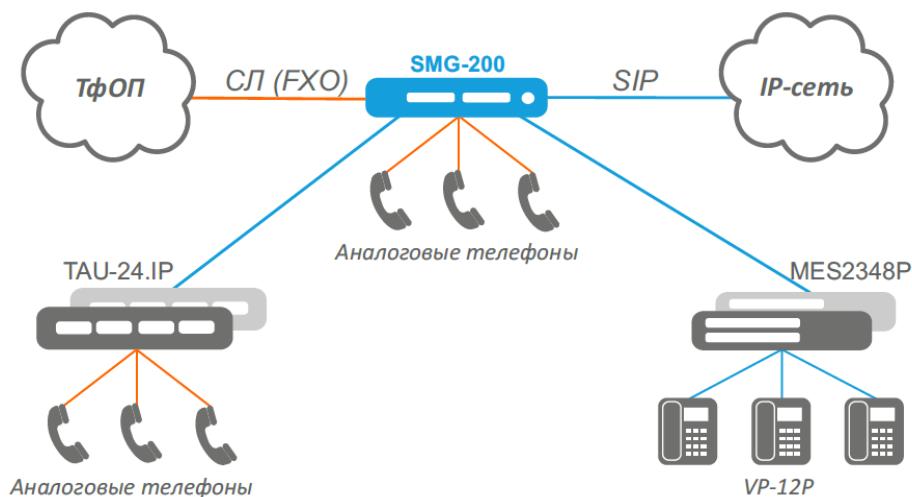 SMG-200
ТфОП
СЛ (FXO)
SIP
IP-сеть
Аналоговые телефоны
TAU-24.IP
MES2348P
Аналоговые телефоны
VP-12P